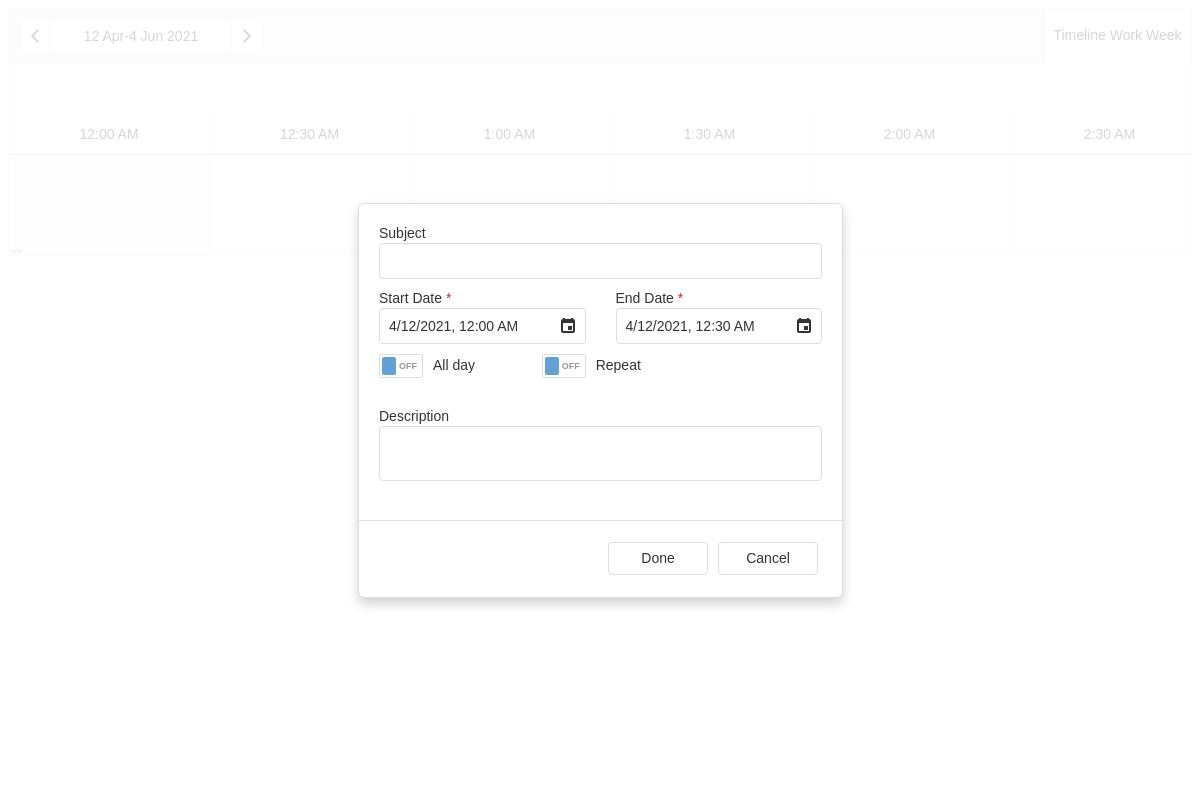 12 Apr-4 Jun 2021
Timeline Work Week
12:00 AM 12:30 AM 1:00 AM 1:30 AM 2:00 AM 2:30 AM
Subject
Start Date * End Date *
4/12/2021, 12:00 AM 4/12/2021, 12:30 AM
OFF All day OFF Repeat
Description
Done Cancel